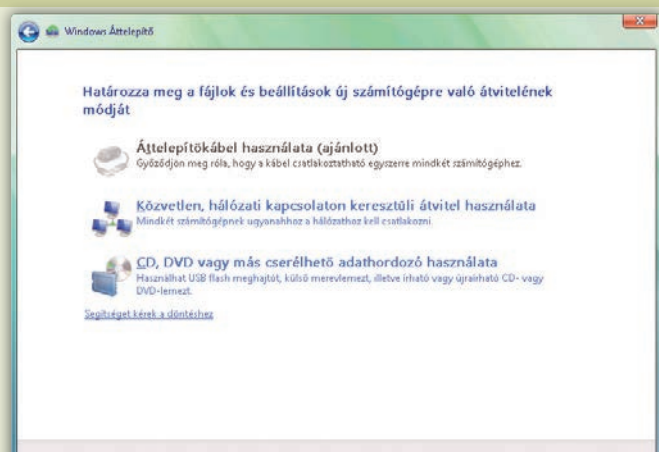 Windows Áttelepítő
Határozza meg a fájlok és beállítások új számítógépre való átvitelének
módját
Áttelepítőkábel használata (ajánlott)
Győződjön meg róla, hogy a kábel csatlakoztatható egyszerre mindkét számítógéphez.
Közvetlen, hálózati kapcsolaton keresztüli átvitel használata
Mindkét számítógépnek ugyanahhoz a hálózathoz kell csatlakozni.
CD, DVD vagy más cserélhető adathordozó használata
Használhat USB flash meghajtót, külső merevlemezt, illetve írható vagy újraírható CD- vagy
DVD-lemezt.
Segítséget kérek a döntéshez